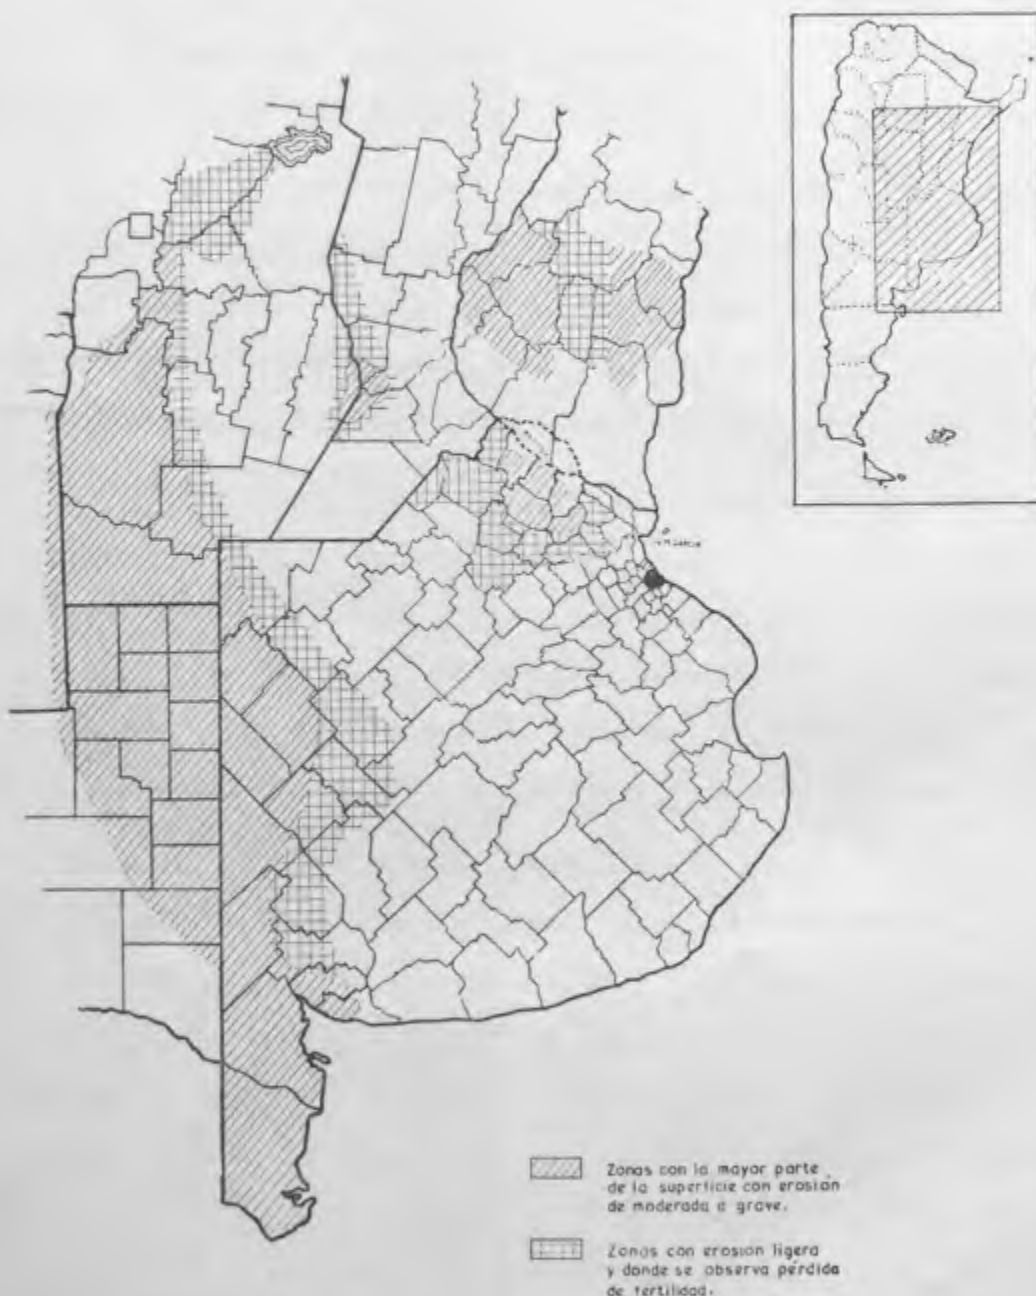 Zonas con la mayor parte
de la superficie con erosión
de moderada a grave.
Zonas con erosión ligera
y donde se observa pérdida
de fertilidad.